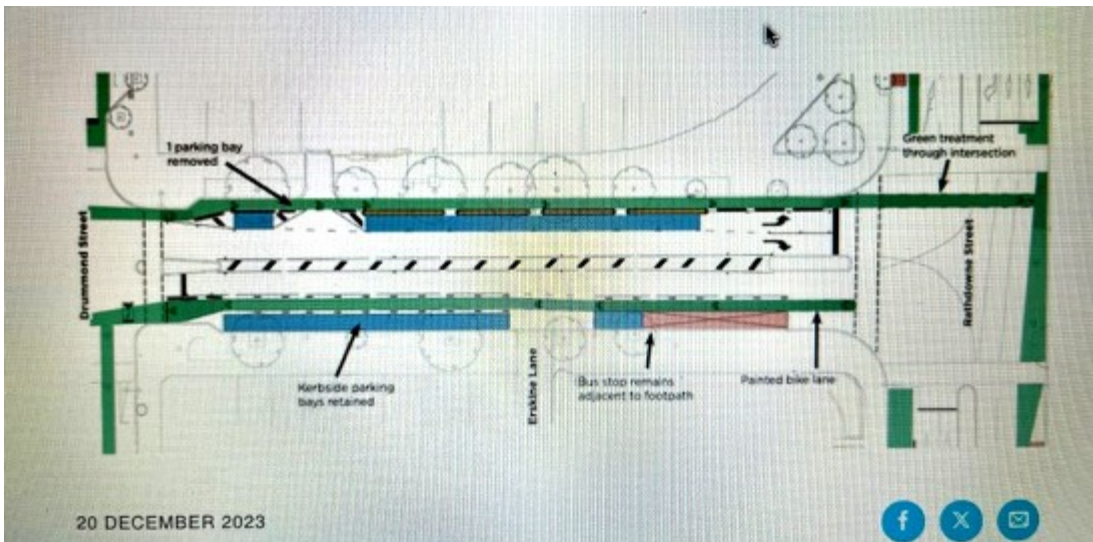 1 parking bay
removed
Green treatment
through intersection
Drummond Street
Rathdowne Street
Erskine Lane
Kerbside parking
bays retained
Bus stop remains
adjacent to footpath
Painted bike lane
20 DECEMBER 2023
f
X